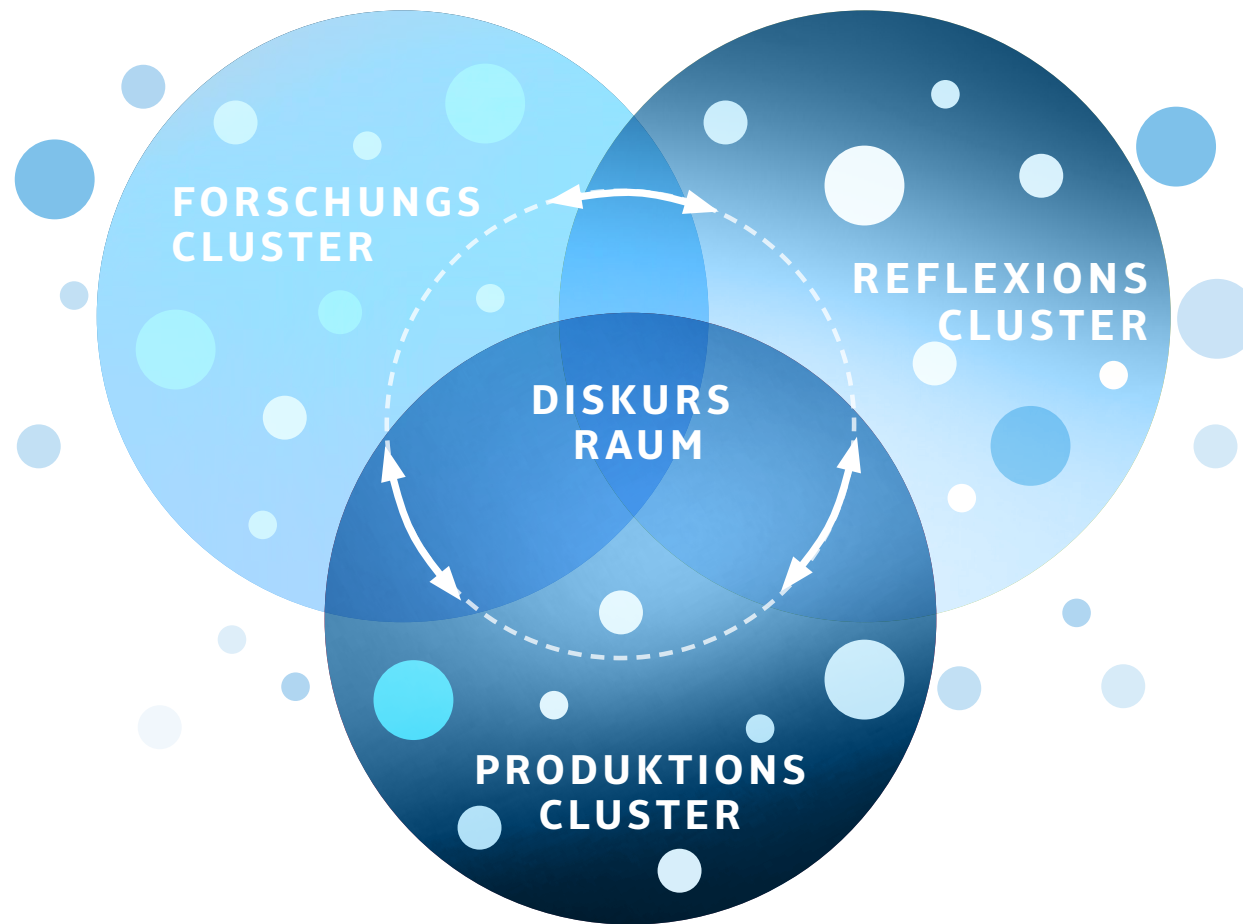 FORSCHUNGS
CLUSTER
REFLEXIONS
CLUSTER
DISKURS
RAUM
PRODUKTIONS
CLUSTER